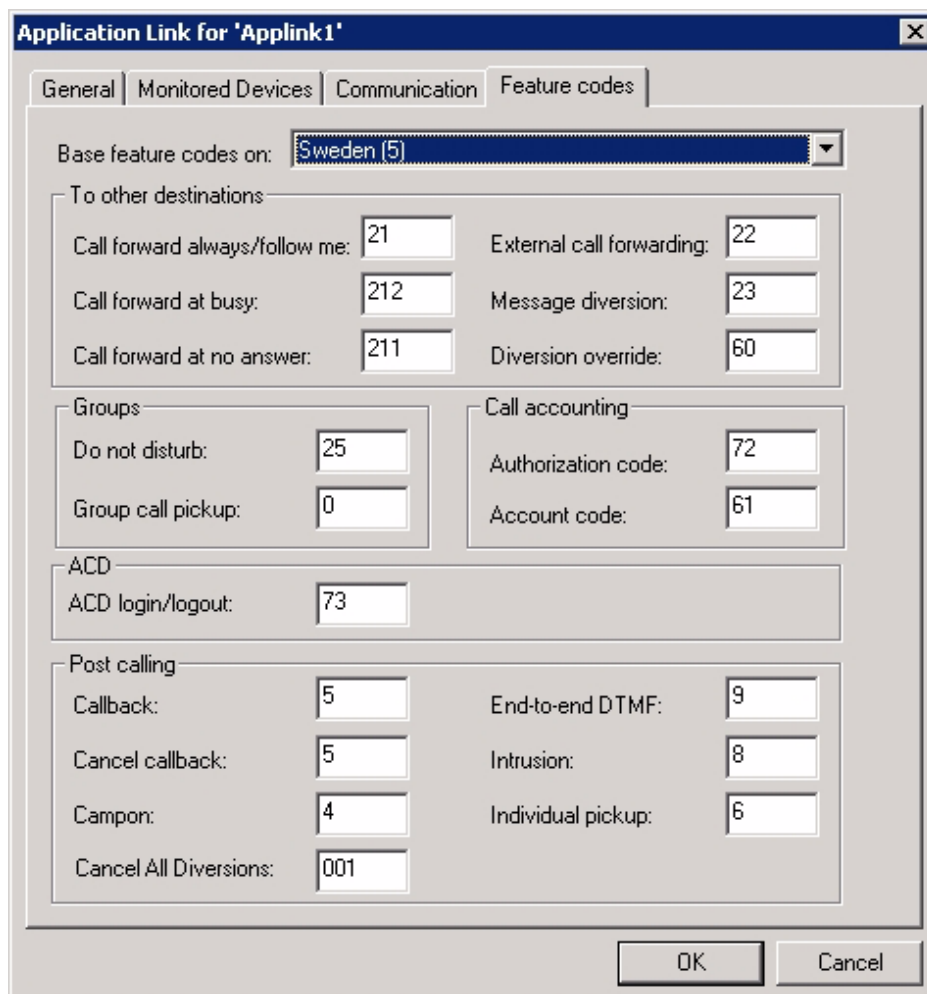 Application Link for 'Applink1'
General Monitored Devices Communication Feature codes
Base feature codes on: Sweden (5)
To other destinations
Call forward always/follow me: 21 External call forwarding: 22
Call forward at busy: 212 Message diversion: 23
Call forward at no answer: 211 Diversion override: 60
Groups Call accounting
Do not disturb: 25 Authorization code: 72
Group call pickup: 0 Account code: 61
ACD
ACD login/logout: 73
Post calling
Callback: 5 End-to-end DTMF: 9
Cancel callback: 5 Intrusion: 8
Campon: 4 Individual pickup: 6
Cancel All Diversions: 001
OK Cancel